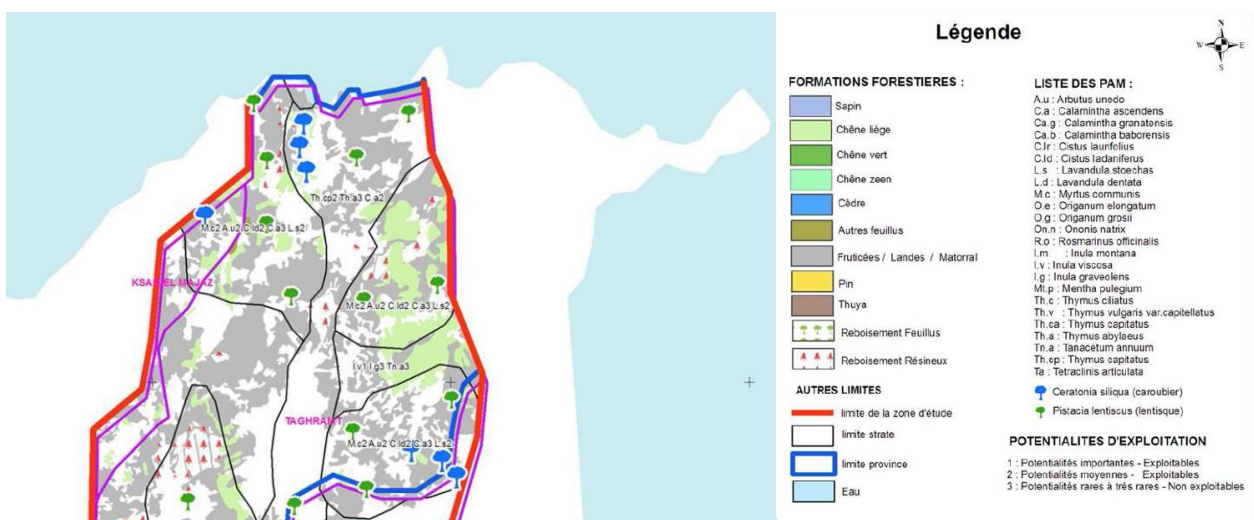 Th.cp2 Th.a3 C.a2
M.c2 A.u2 C.ld2 C.a3 L.s2
KSAR EL MAJAZ
M.c2 A.u2 C.ld2 C.a3 L.s2
I.v1 I.g3 Tn.a3
TAGHRAMT
M.c2 A.u2 C.ld2 C.a3 L.s2
Légende
N
W E
S
FORMATIONS FORESTIERES :
Sapin
Chêne liège
Chêne vert
Chêne zeen
Cèdre
Autres feuillus
Fruticées / Landes / Matorral
Pin
Thuya
Reboisement Feuillus
Reboisement Résineux
AUTRES LIMITES
limite de la zone d'étude
limite strate
limite province
Eau
LISTE DES PAM :
A.u : Arbutus unedo
C.a : Calamintha ascendens
Ca.g : Calamintha granatensis
Ca.b : Calamintha baborensis
C.lr : Cistus laurifolius
C.ld : Cistus ladaniferus
L.s : Lavandula stoechas
L.d : Lavandula dentata
M.c : Myrtus communis
O.e : Origanum elongatum
O.g : Origanum grosii
On.n : Ononis natrix
R.o : Rosmarinus officinalis
I.m : Inula montana
I.v : Inula viscosa
I.g : Inula graveolens
Mt.p : Mentha pulegium
Th.c : Thymus ciliatus
Th.v : Thymus vulgaris var.capitellatus
Th.ca : Thymus capitatus
Th.a : Thymus abylaeus
Tn.a : Tanacetum annuum
Th.cp : Thymus capitatus
Ta : Tetraclinis articulata
Ceratonia siliqua (caroubier)
Pistacia lentiscus (lentisque)
POTENTIALITES D'EXPLOITATION
1 : Potentialités importantes - Exploitables
2 : Potentialités moyennes - Exploitables
3 : Potentialités rares à très rares - Non exploitables